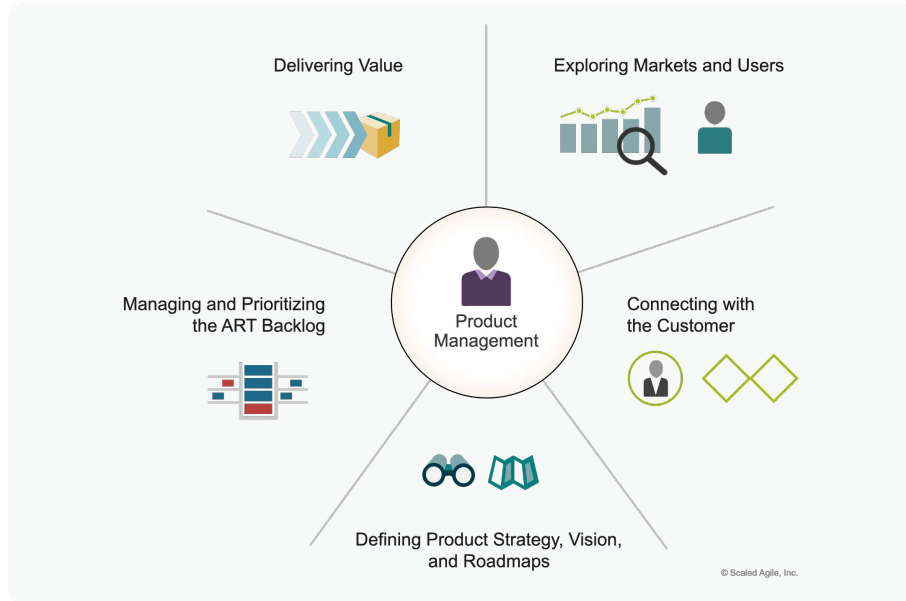 Delivering Value
Exploring Markets and Users
Managing and Prioritizing
the ART Backlog
Product
Management
Connecting with
the Customer
Defining Product Strategy, Vision,
and Roadmaps
© Scaled Agile, Inc.